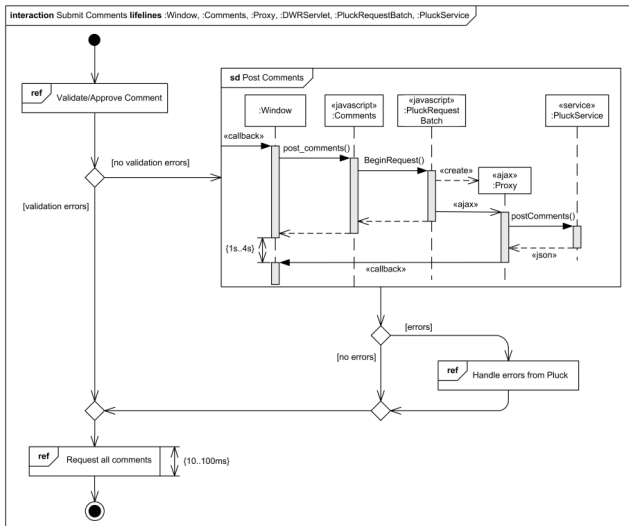 interaction Submit Comments lifelines :Window, :Comments, :Proxy, :DWRServlet, :PluckRequestBatch, :PluckService
ref
Validate/Approve Comment
sd Post Comments
:Window
«javascript»
:Comments
«javascript»
:PluckRequest
Batch
«service»
:PluckService
«callback»
post_comments()
BeginRequest()
«create»
«ajax»
:Proxy
«ajax»
postComments()
«json»
{1s..4s}
«callback»
[no validation errors]
[validation errors]
[errors]
[no errors]
ref
Handle errors from Pluck
ref
Request all comments
{10..100ms}